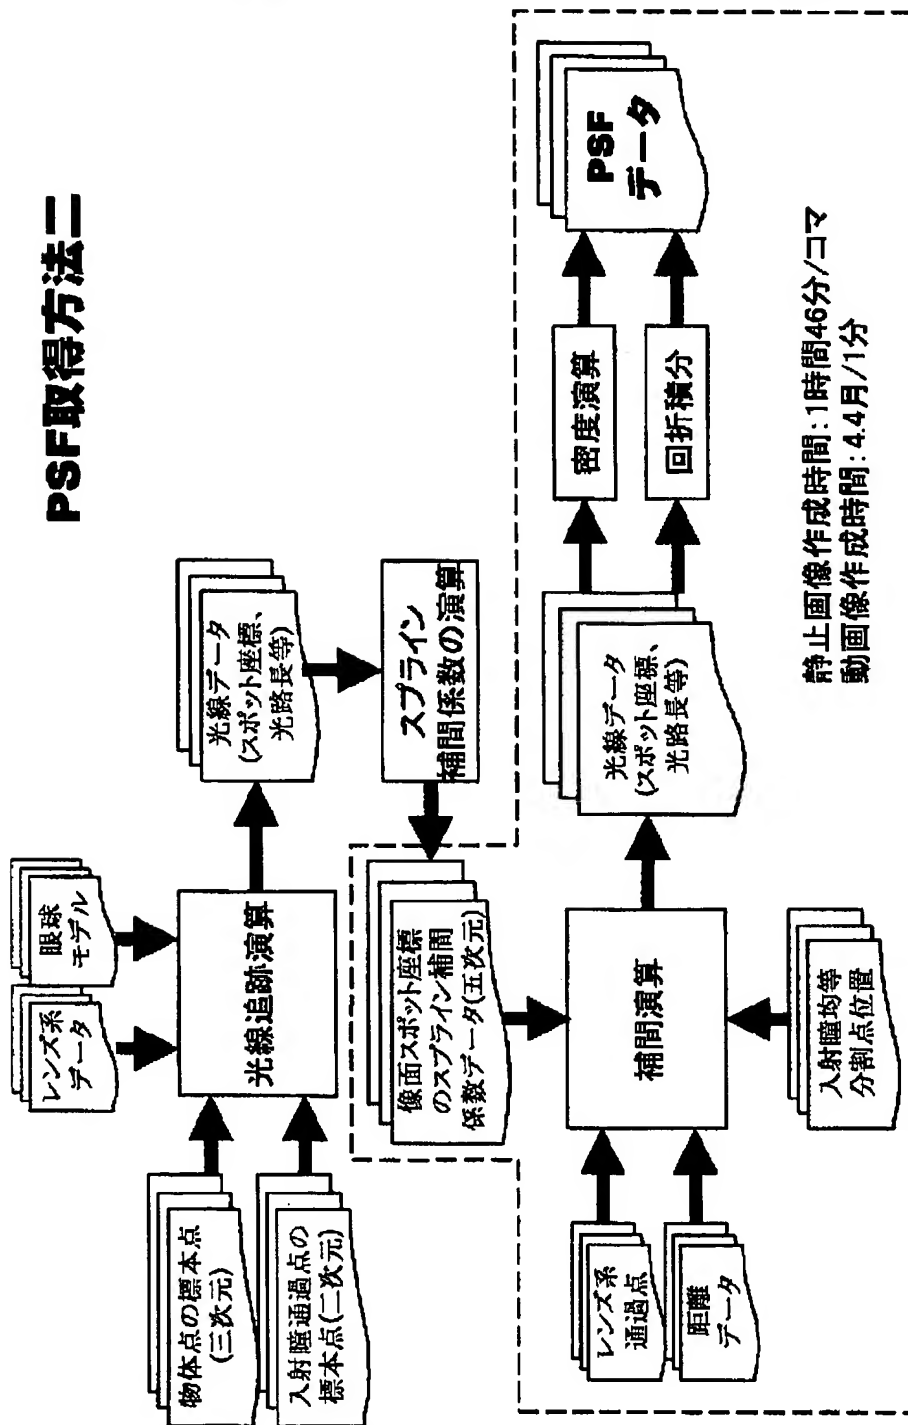 PSF取得方法二
レンズ系
データ
眼球
モデル
物体点の標本点
(三次元)
入射瞳通過点の
標本点(二次元)
光線追跡演算
光線データ
(スポット座標、
光路長等)
スプライン
補間係数の演算
像面スポット座標
のスプライン補間
係数データ(五次元)
レンズ系
通過点
距離
データ
補間演算
入射瞳均等
分割点位置
光線データ
(スポット座標、
光路長等)
密度演算
回折積分
PSF
データ
静止画像作成時間:1時間46分/コマ
動画像作成時間:4.4月/1分